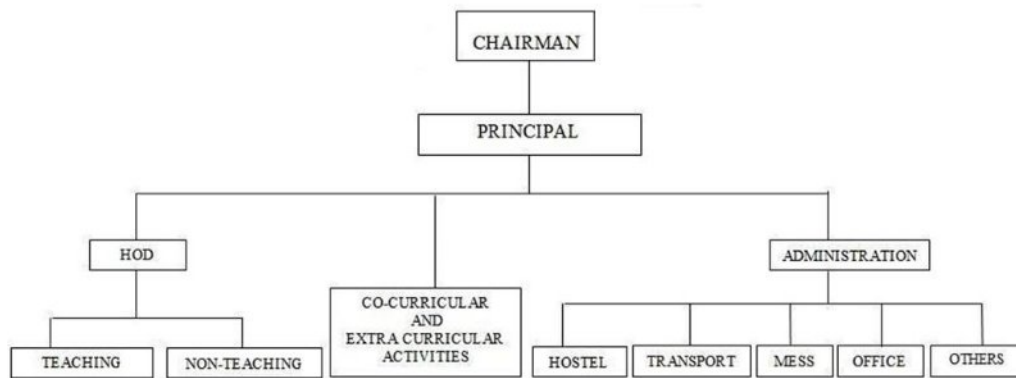 CHAIRMAN
PRINCIPAL
HOD
ADMINISTRATION
CO-CURRICULAR
AND
EXTRA CURRICULAR
ACTIVITIES
TEACHING
NON-TEACHING
HOSTEL
TRANSPORT
MESS
OFFICE
OTHERS